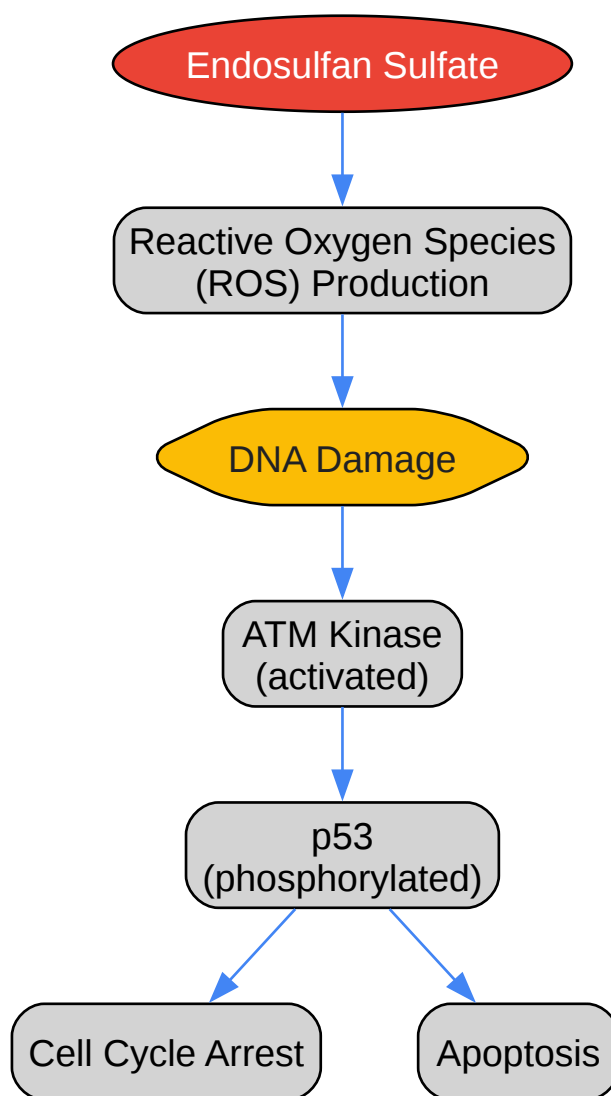 Endosulfan Sulfate
Reactive Oxygen Species
(ROS) Production
DNA Damage
ATM Kinase
(activated)
p53
(phosphorylated)
Cell Cycle Arrest
Apoptosis